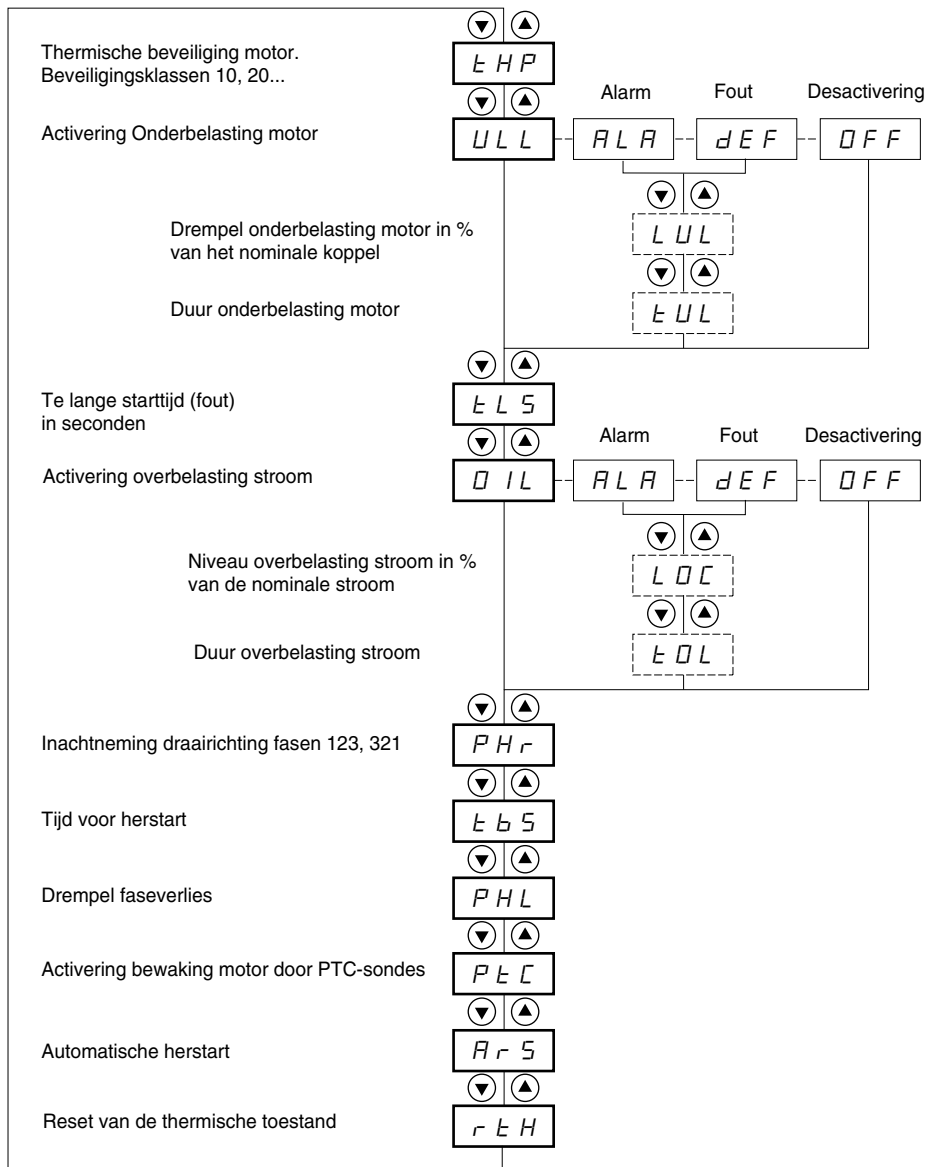 Thermische beveiliging motor.
Beveiligingsklassen 10, 20...
tHP
Alarm Fout Desactivering
Activering Onderbelasting motor
ULL ALA dEF OFF
Drempel onderbelasting motor in %
van het nominale koppel
LUL
Duur onderbelasting motor
tUL
Te lange starttijd (fout)
in seconden
tLS
Alarm Fout Desactivering
Activering overbelasting stroom
OIL ALA dEF OFF
Niveau overbelasting stroom in %
van de nominale stroom
LOC
Duur overbelasting stroom
tOL
Inachtneming draairichting fasen 123, 321
PHr
Tijd voor herstart
tbS
Drempel faseverlies
PHL
Activering bewaking motor door PTC-sondes
PtC
Automatische herstart
ArS
Reset van de thermische toestand
rtH